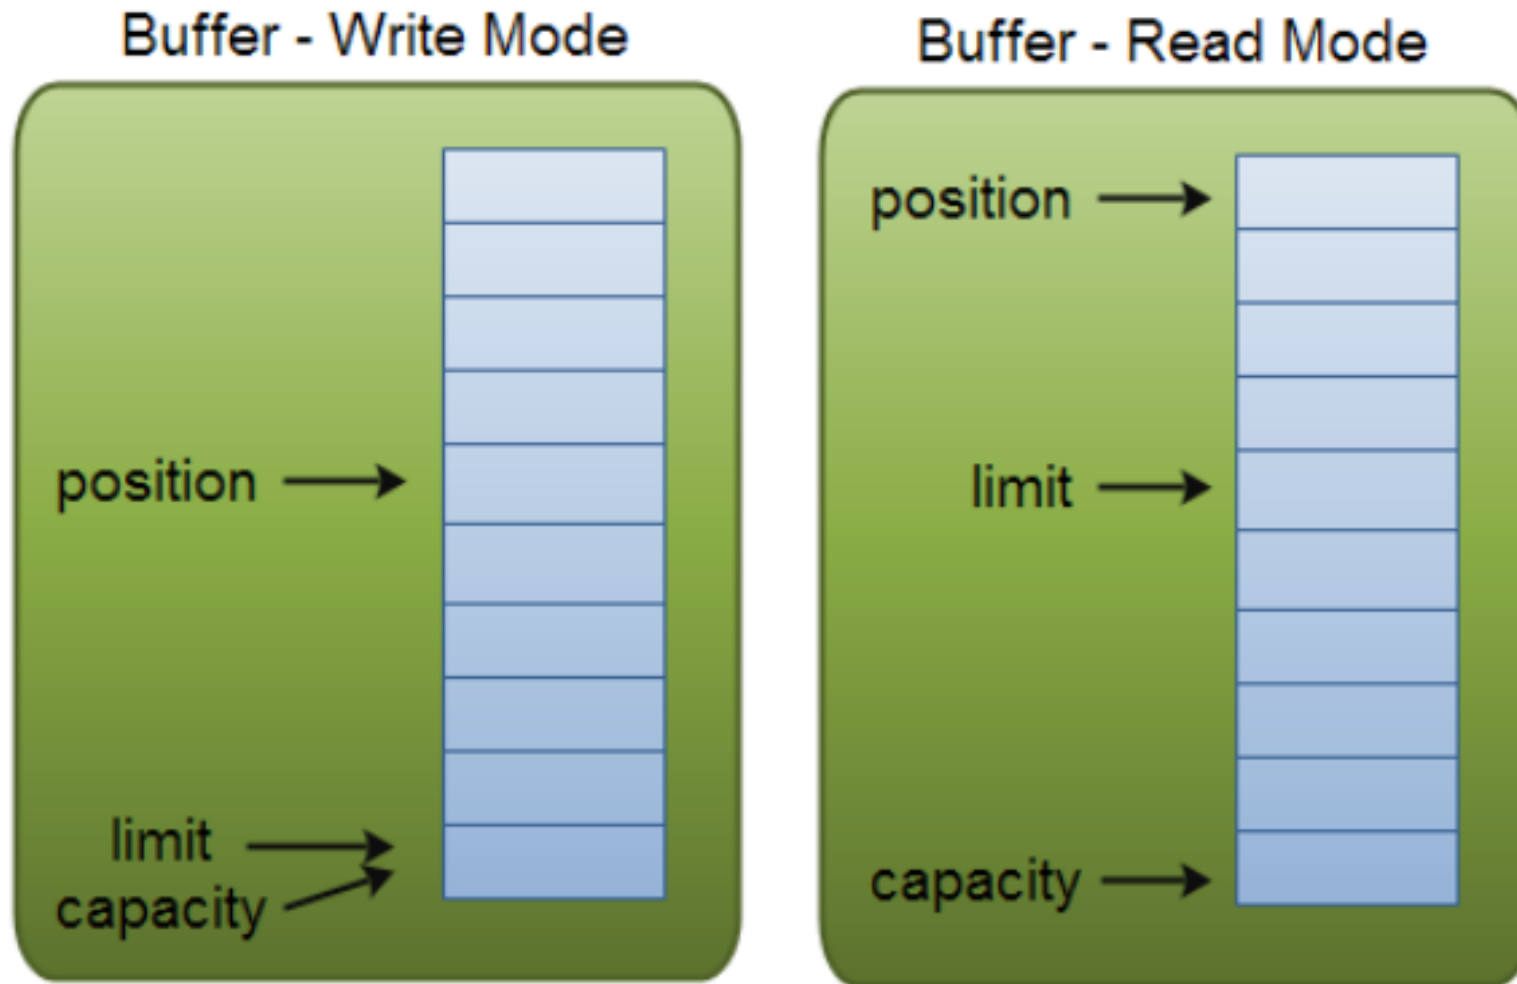 Buffer - Write Mode
position
limit
capacity
Buffer - Read Mode
position
limit
capacity